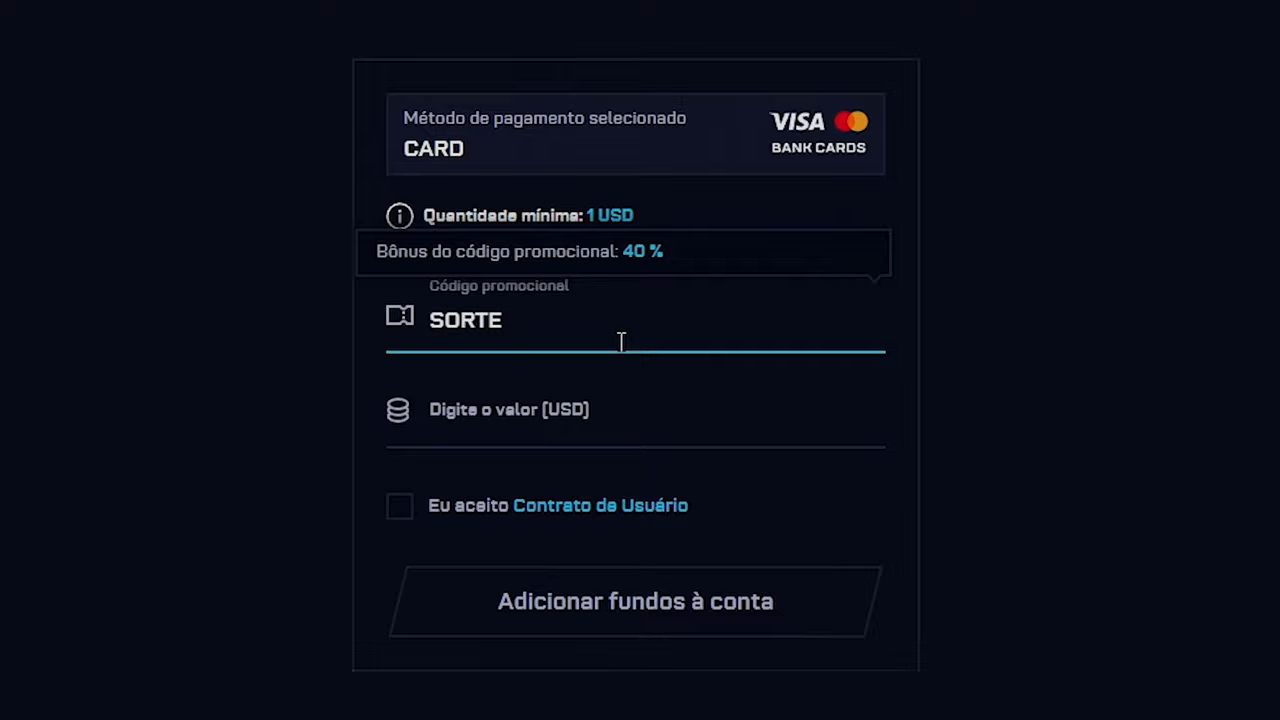 Método de pagamento selecionado
CARD
VISA
BANK CARDS
Quantidade mínima: 1 USD
Bônus do código promocional: 40 %
Código promocional
SORTE
Digite o valor (USD)
Eu aceito Contrato de Usuário
Adicionar fundos à conta